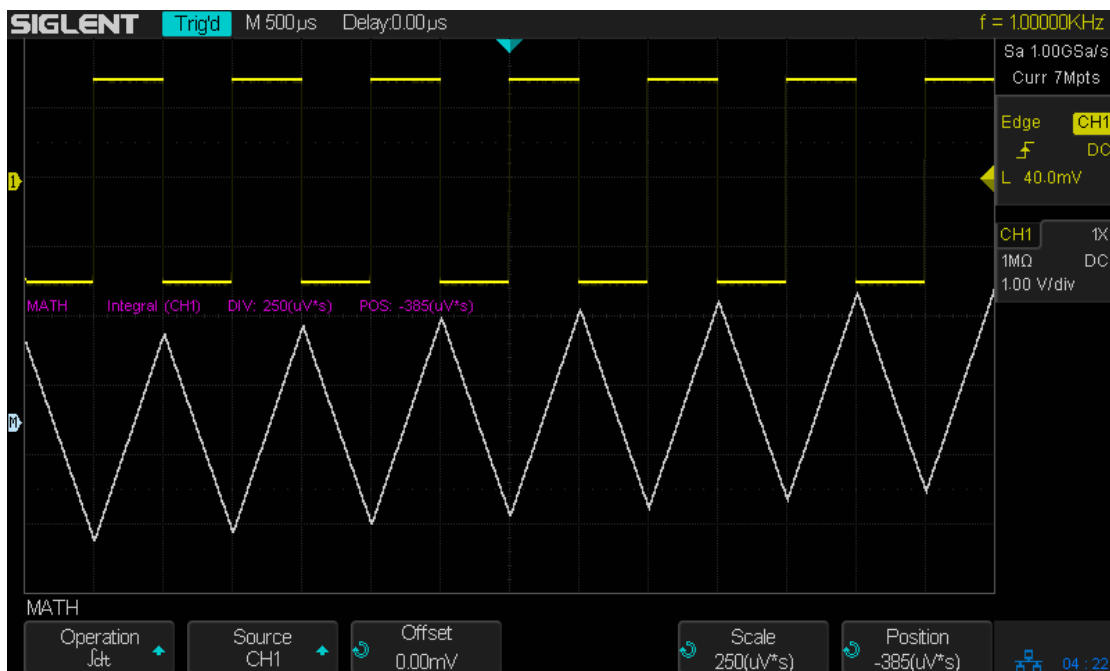 SIGLENT Trig'd M 500µs Delay:0.00µs f = 1.00000KHz
Sa 1.00GSa/s
Curr 7Mpts
Edge CH1
DC
L 40.0mV
1
CH1 1X
1MΩ DC
1.00 V/div
MATH Integral (CH1) DIV: 250(uV*s) POS: -385(uV*s)
M
MATH
Operation
∫dt
Source
CH1
Offset
0.00mV
Scale
250(uV*s)
Position
-385(uV*s)
04 : 22